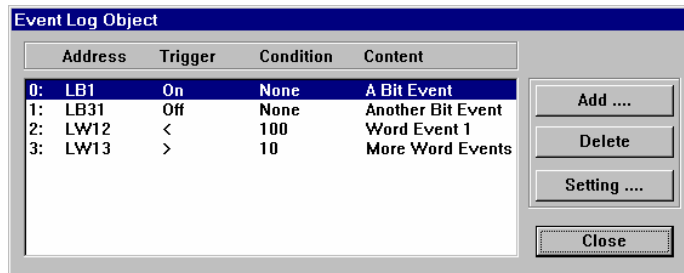 Event Log Object
Address Trigger Condition Content
0: LB1 On None A Bit Event
1: LB31 Off None Another Bit Event
2: LW12 < 100 Word Event 1
3: LW13 > 10 More Word Events
Add ....
Delete
Setting ....
Close